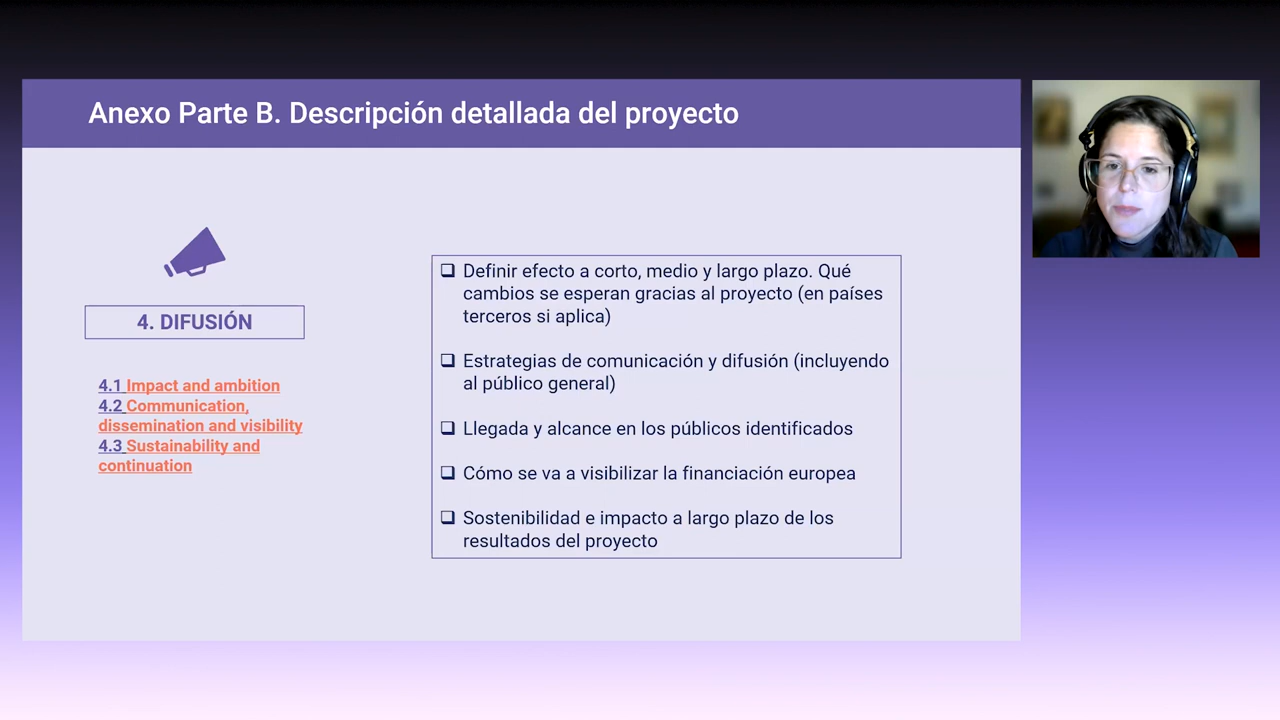 Anexo Parte B. Descripción detallada del proyecto
4. DIFUSIÓN
4.1 Impact and ambition
4.2 Communication,
dissemination and visibility
4.3 Sustainability and
continuation
Definir efecto a corto, medio y largo plazo. Qué
cambios se esperan gracias al proyecto (en países
terceros si aplica)
Estrategias de comunicación y difusión (incluyendo
al público general)
Llegada y alcance en los públicos identificados
Cómo se va a visibilizar la financiación europea
Sostenibilidad e impacto a largo plazo de los
resultados del proyecto